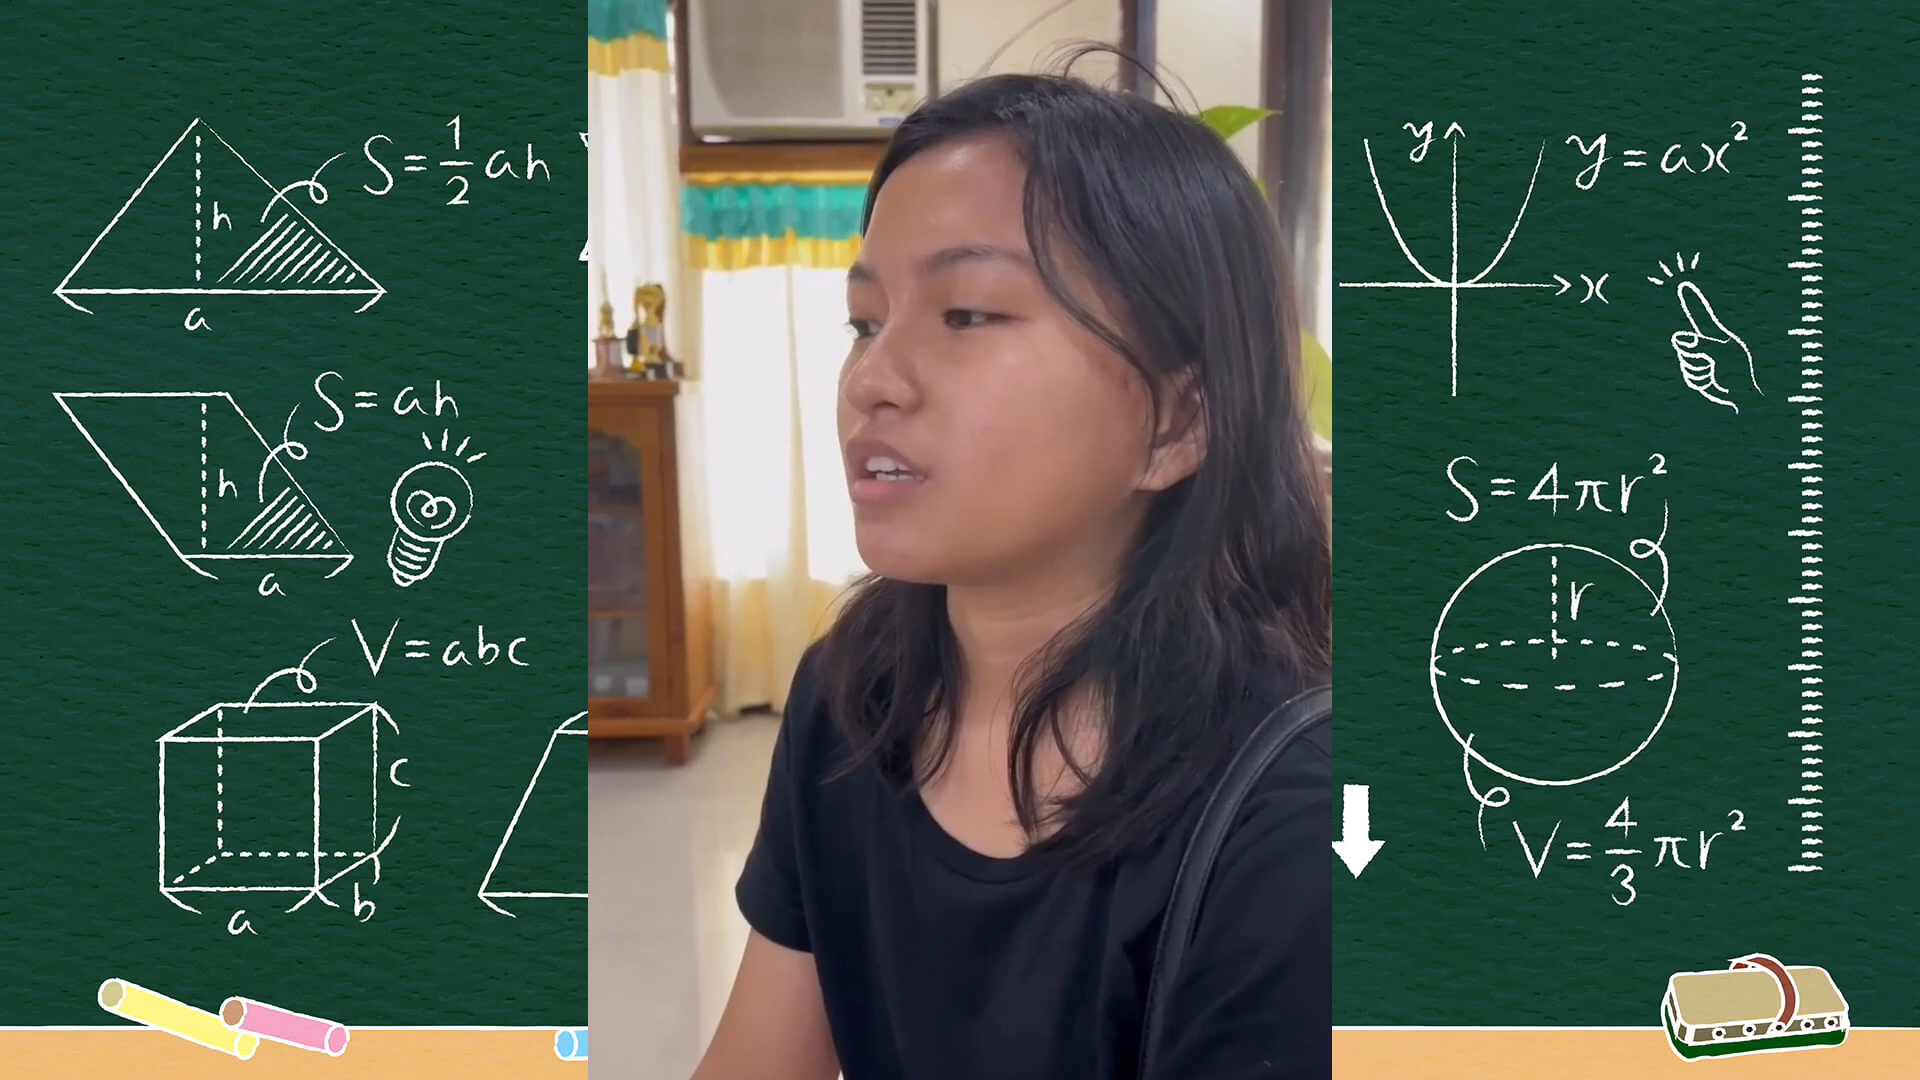 S=½ah
h
a
S=ah
h
a
V=abc
c
b
a
y
y=ax²
x
S=4πr²
r
V=4/3πr²